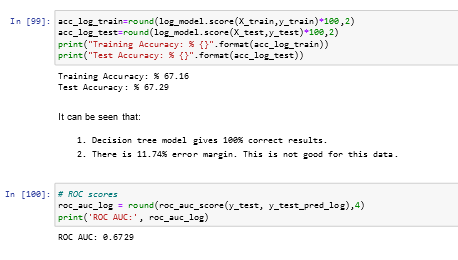 In [99]: acc_log_train=round(log_model.score(X_train,y_train)*100,2)
acc_log_test=round(log_model.score(X_test,y_test)*100,2)
print("Training Accuracy: % {}".format(acc_log_train))
print("Test Accuracy: % {}".format(acc_log_test))
Training Accuracy: % 67.16
Test Accuracy: % 67.29
It can be seen that:
1. Decision tree model gives 100% correct results.
2. There is 11.74% error margin. This is not good for this data.
In [100]: # ROC scores
roc_auc_log = round(roc_auc_score(y_test, y_test_pred_log),4)
print('ROC AUC:', roc_auc_log)
ROC AUC: 0.6729